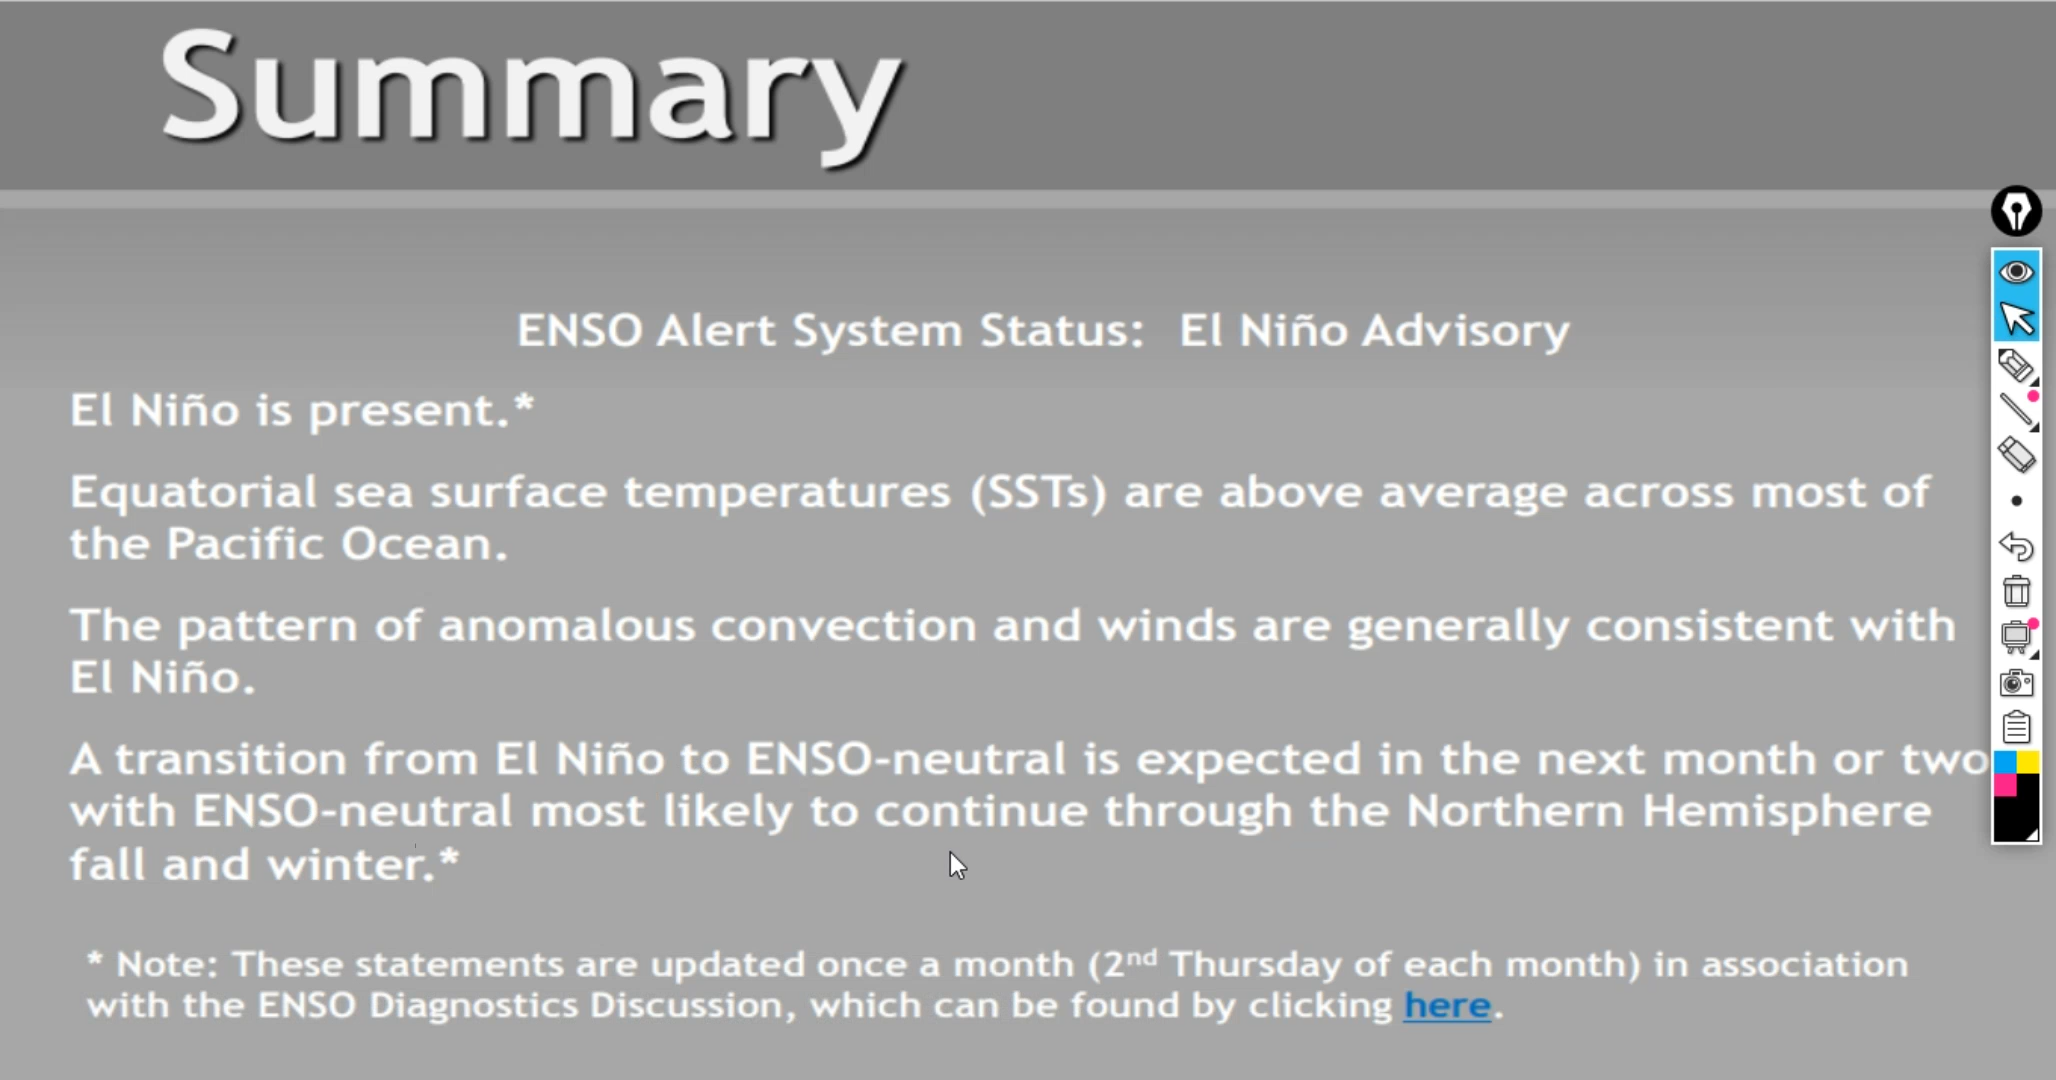 Summary
ENSO Alert System Status: El Niño Advisory
El Niño is present.*
Equatorial sea surface temperatures (SSTs) are above average across most of
the Pacific Ocean.
The pattern of anomalous convection and winds are generally consistent with
El Niño.
A transition from El Niño to ENSO-neutral is expected in the next month or two
with ENSO-neutral most likely to continue through the Northern Hemisphere
fall and winter.*
* Note: These statements are updated once a month (2nd Thursday of each month) in association
with the ENSO Diagnostics Discussion, which can be found by clicking here.